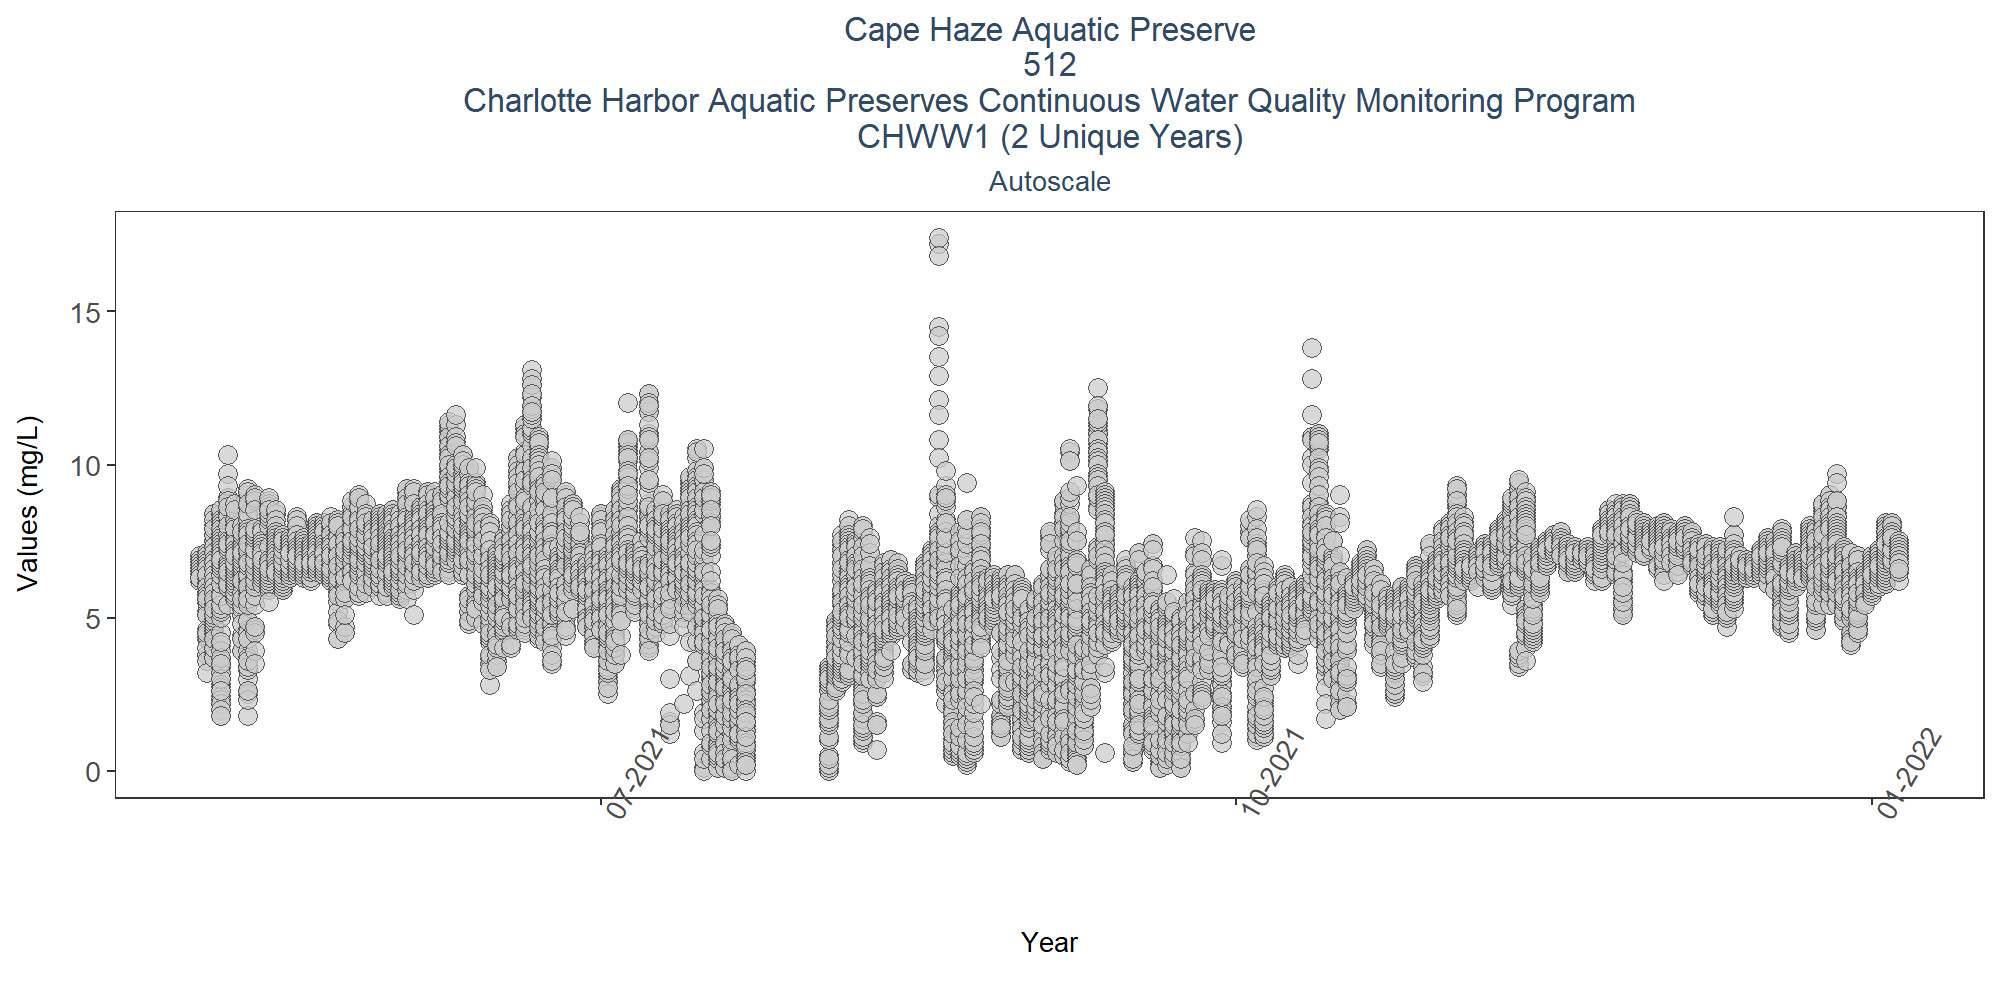 Cape Haze Aquatic Preserve
512
Charlotte Harbor Aquatic Preserves Continuous Water Quality Monitoring Program
CHWW1 (2 Unique Years)
Autoscale
Values (mg/L)
15
10
5
0
07-2021
10-2021
01-2022
Year